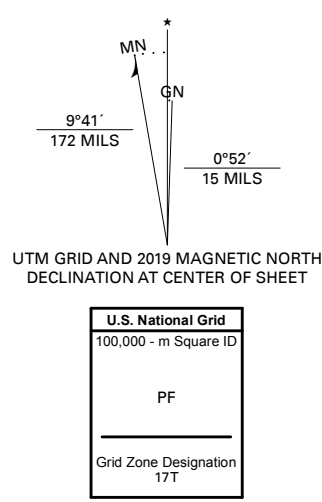 MN
GN
9°41´
172 MILS
0°52´
15 MILS
UTM GRID AND 2019 MAGNETIC NORTH
DECLINATION AT CENTER OF SHEET
U.S. National Grid
100,000 - m Square ID
PF
Grid Zone Designation
17T